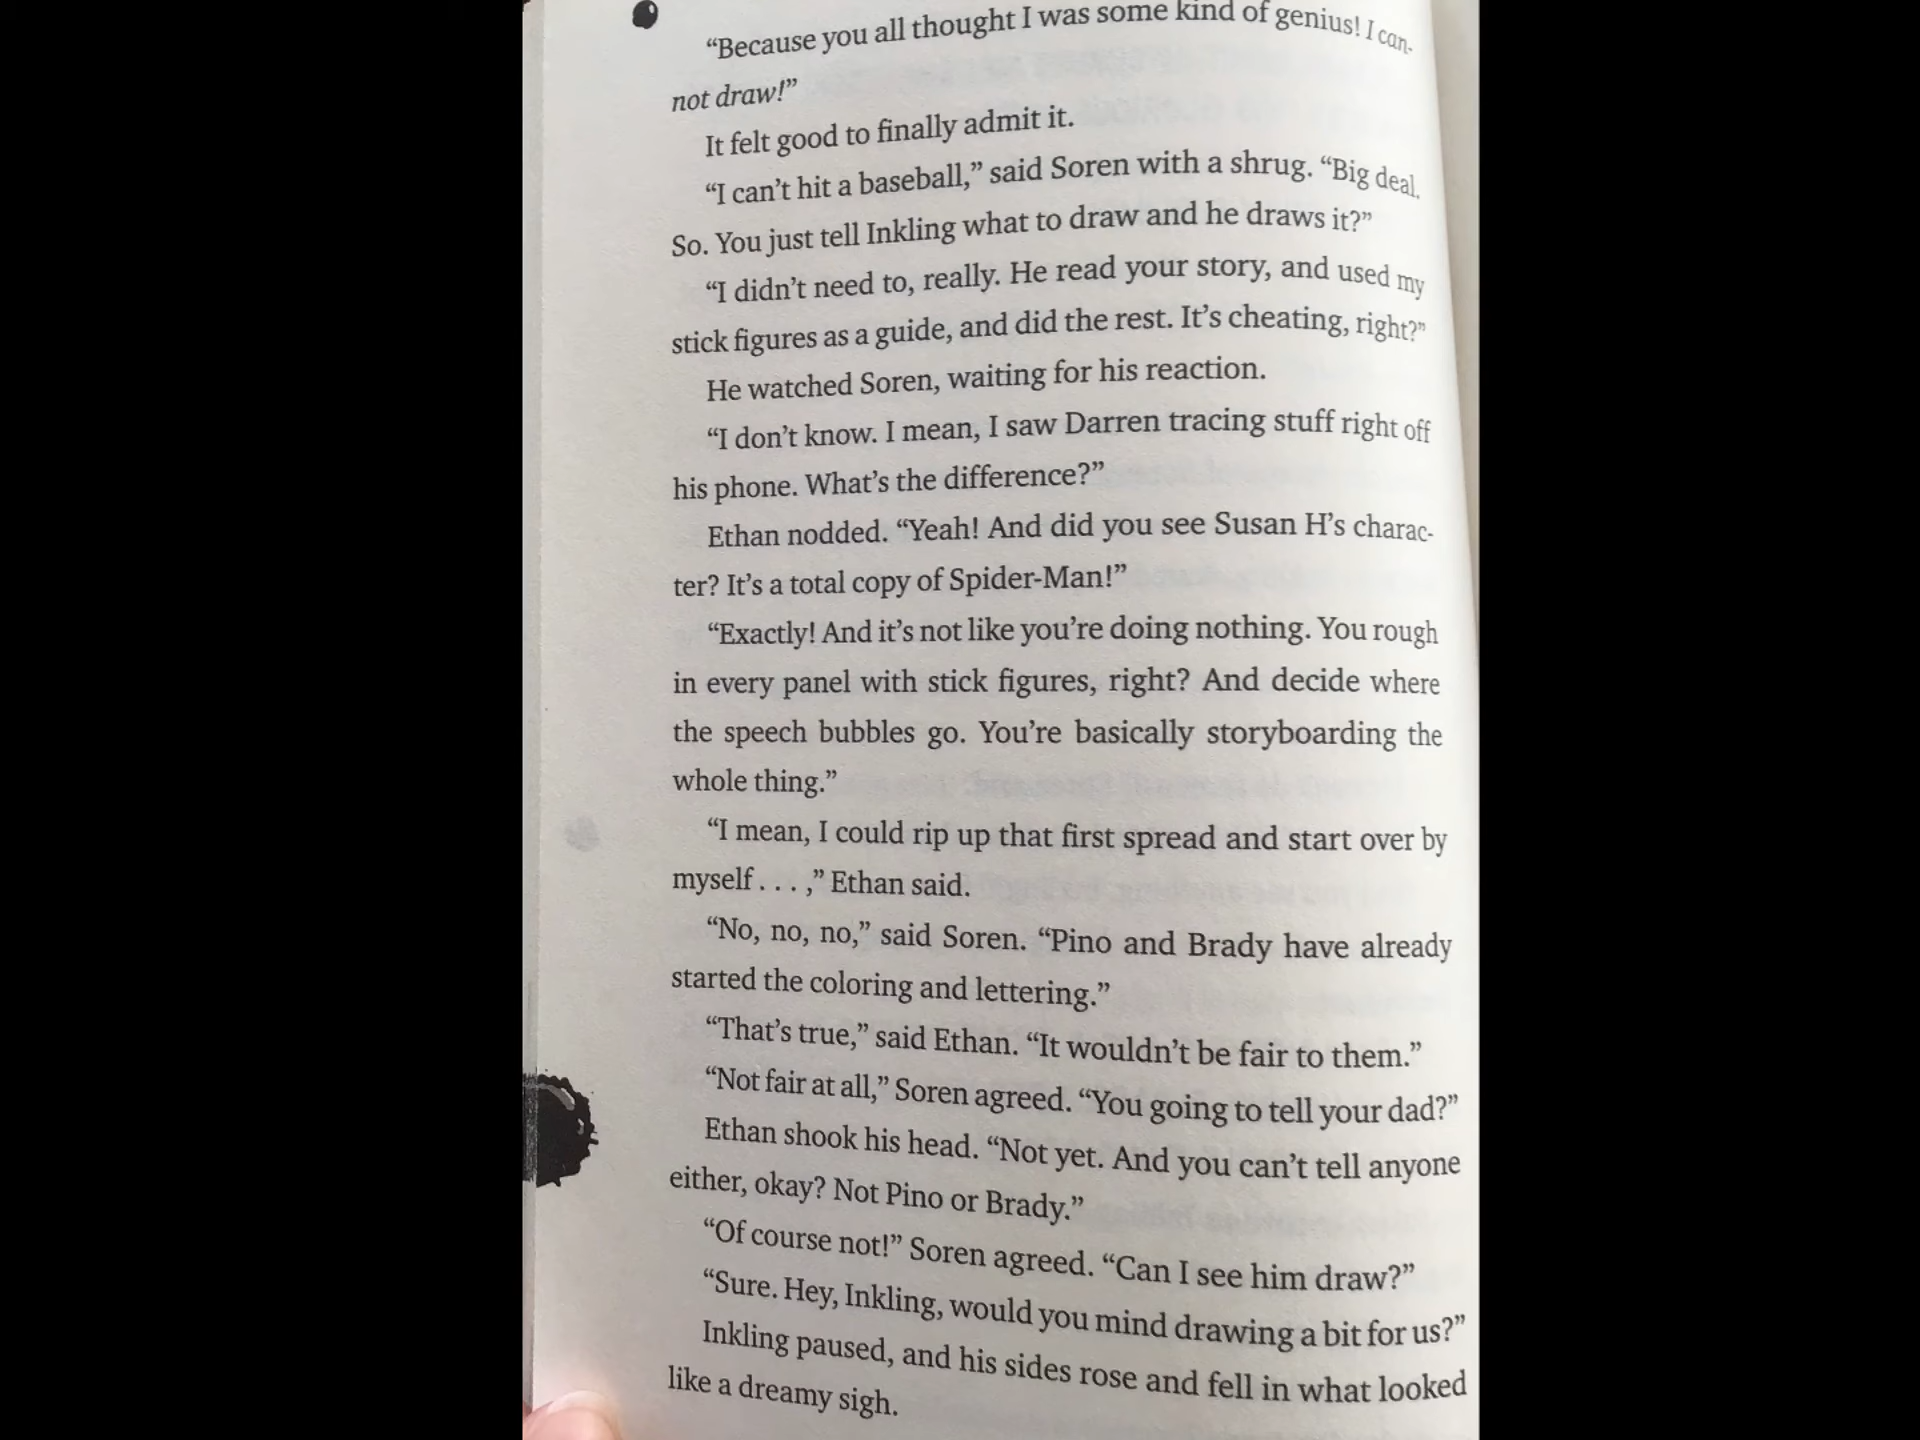 “Because you all thought I was some kind of genius! I can-
not draw!”
It felt good to finally admit it.
“I can’t hit a baseball,” said Soren with a shrug. “Big deal.
So. You just tell Inkling what to draw and he draws it?”
“I didn’t need to, really. He read your story, and used my
stick figures as a guide, and did the rest. It’s cheating, right?”
He watched Soren, waiting for his reaction.
“I don’t know. I mean, I saw Darren tracing stuff right off
his phone. What’s the difference?”
Ethan nodded. “Yeah! And did you see Susan H’s charac-
ter? It’s a total copy of Spider-Man!”
“Exactly! And it’s not like you’re doing nothing. You rough
in every panel with stick figures, right? And decide where
the speech bubbles go. You’re basically storyboarding the
whole thing.”
“I mean, I could rip up that first spread and start over by
myself . . . ,” Ethan said.
“No, no, no,” said Soren. “Pino and Brady have already
started the coloring and lettering.”
“That’s true,” said Ethan. “It wouldn’t be fair to them.”
“Not fair at all,” Soren agreed. “You going to tell your dad?”
Ethan shook his head. “Not yet. And you can’t tell anyone
either, okay? Not Pino or Brady.”
“Of course not!” Soren agreed. “Can I see him draw?”
“Sure. Hey, Inkling, would you mind drawing a bit for us?”
Inkling paused, and his sides rose and fell in what looked
like a dreamy sigh.